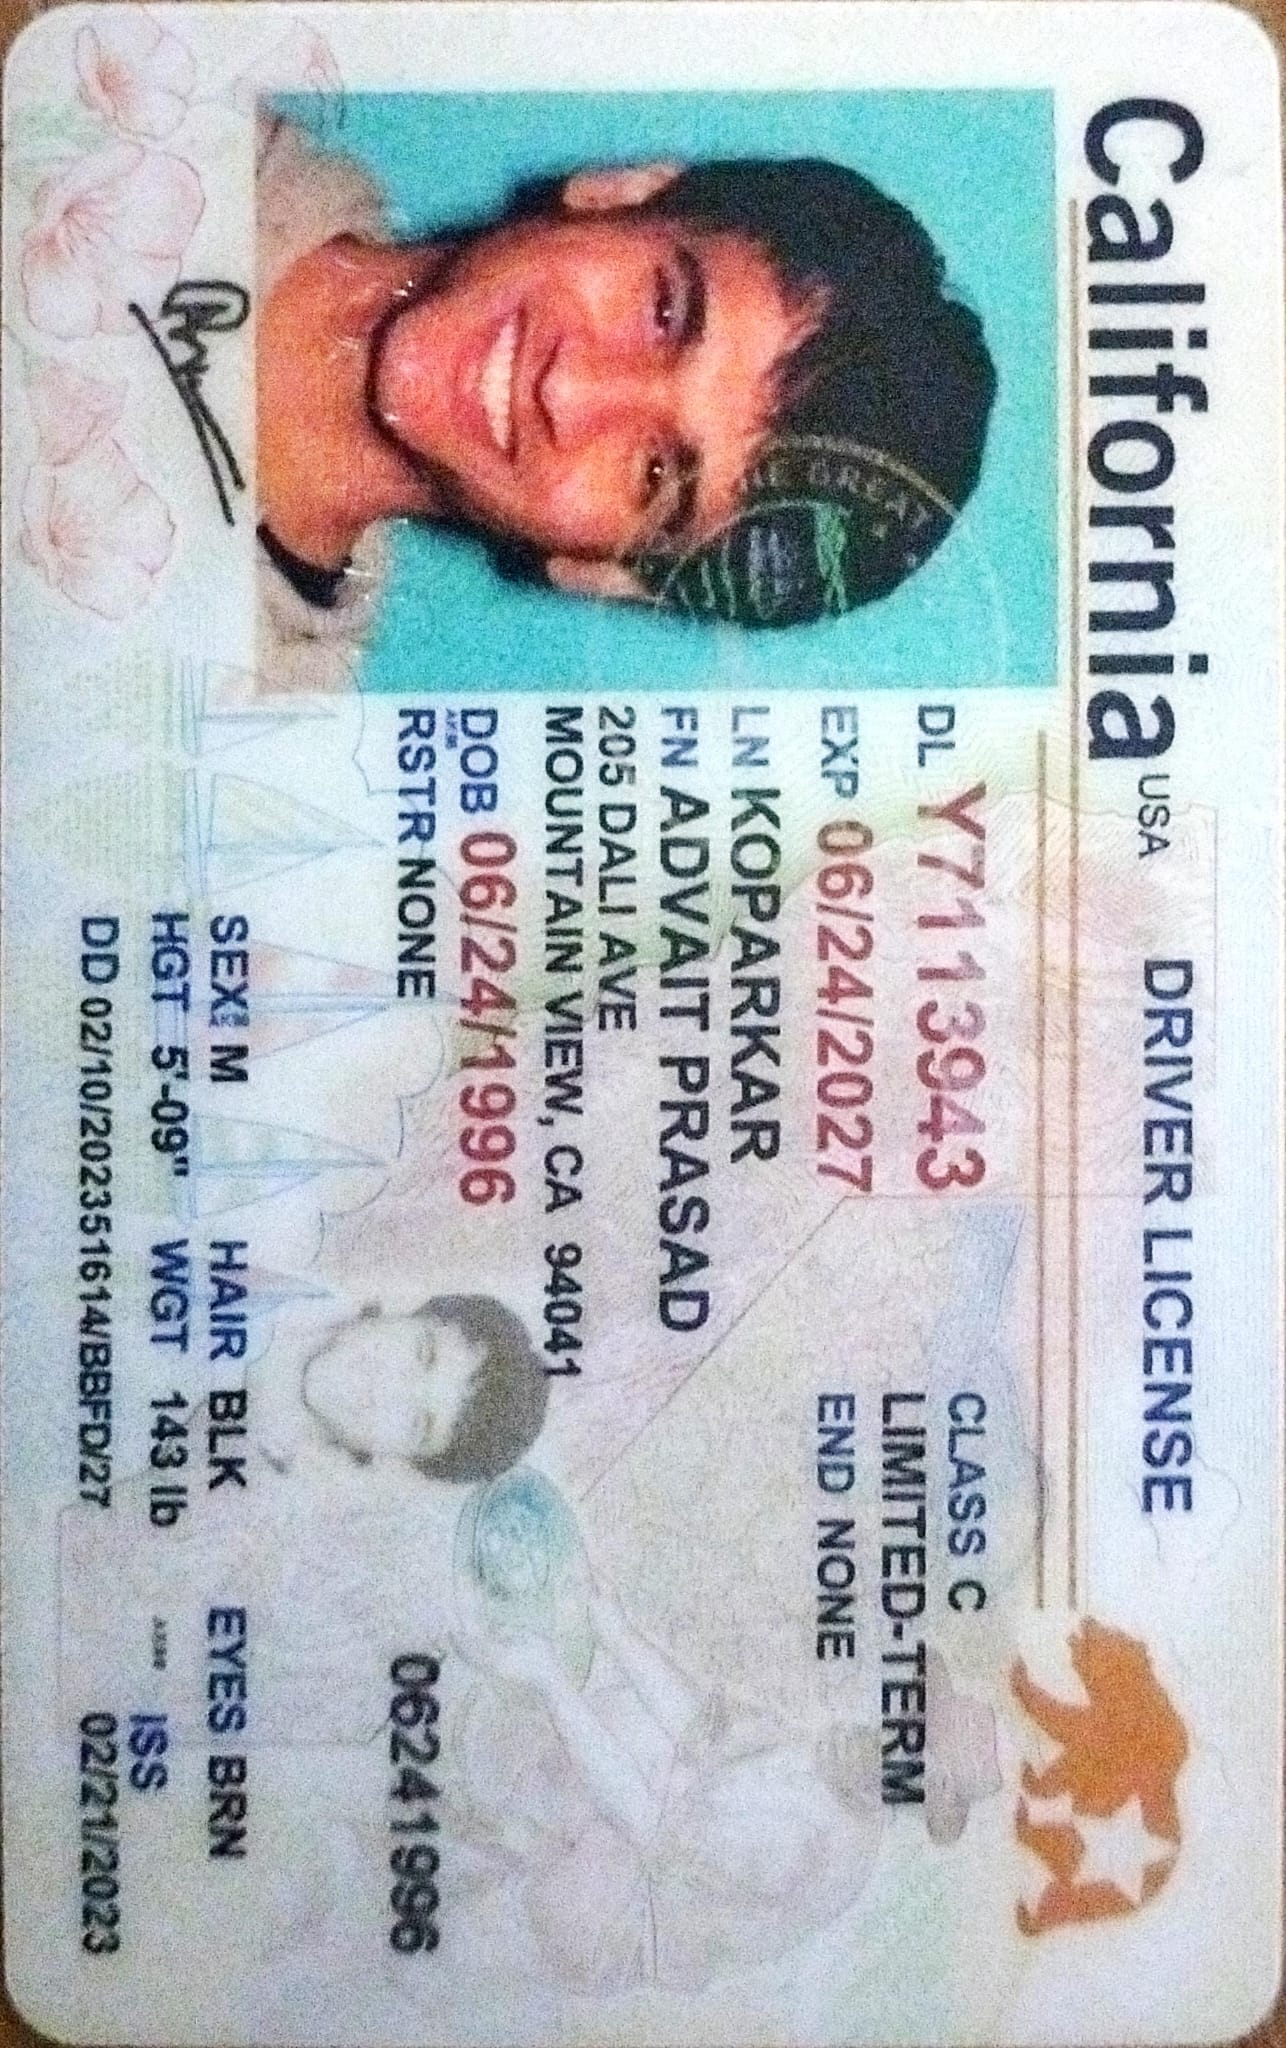 California USA DRIVER LICENSE
DL Y7113943 CLASS C
LIMITED-TERM
EXP 06/24/2027 END NONE
LN KOPARKAR
FN ADVAIT PRASAD
205 DALI AVE
MOUNTAIN VIEW, CA 94041
DOB 06/24/1996
RSTR NONE 06241996
SEX M HAIR BLK EYES BRN
HGT 5'-09" WGT 143 lb ISS
DD 02/10/202351614/BBFD/27 02/21/2023
GREAT